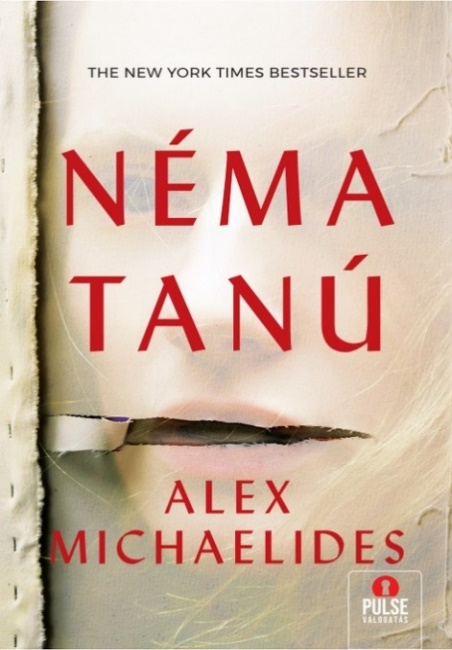 THE NEW YORK TIMES BESTSELLER
NÉMA
TANÚ
ALEX
MICHAELIDES
PULSE
VÁLOGATÁS